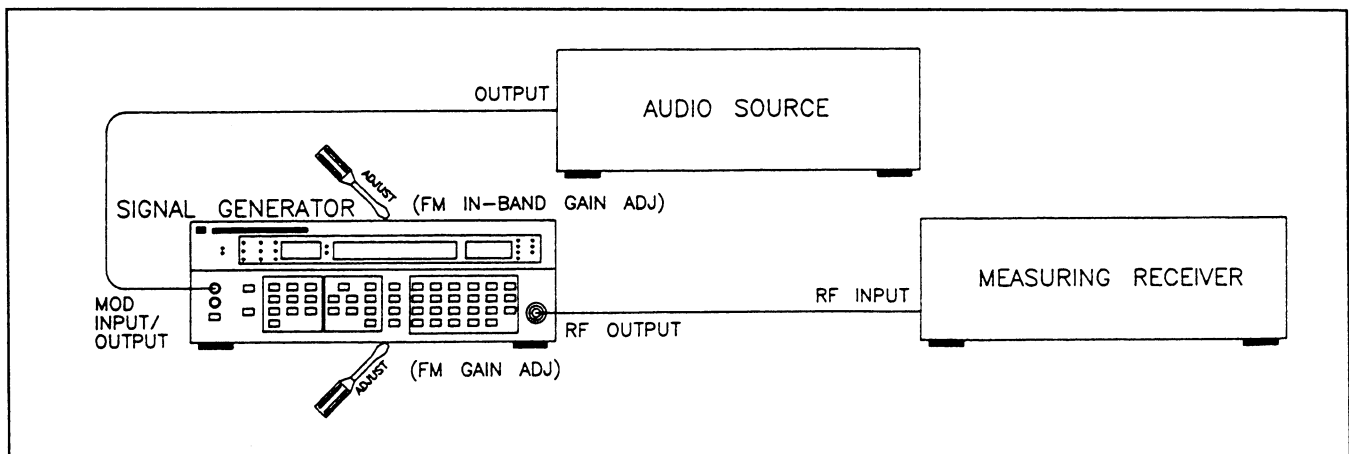 OUTPUT
AUDIO SOURCE
ADJUST
(FM IN-BAND GAIN ADJ)
SIGNAL GENERATOR
MEASURING RECEIVER
MOD
INPUT/
OUTPUT
RF INPUT
RF OUTPUT
ADJUST
(FM GAIN ADJ)